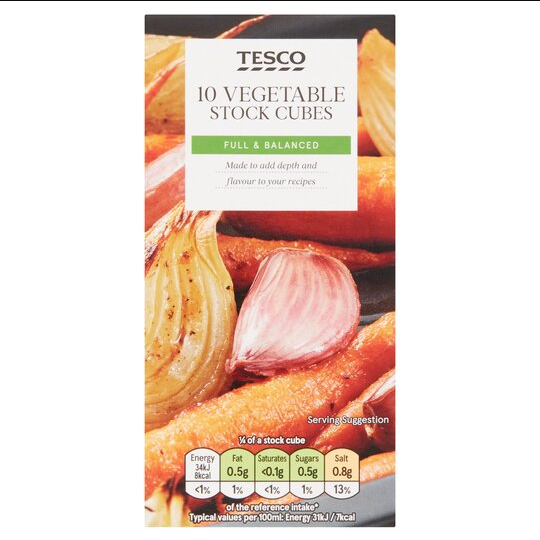 TESCO
10 VEGETABLE
STOCK CUBES
FULL & BALANCED
Made to add depth and
flavour to your recipes
Serving Suggestion
¼ of a stock cube
Energy Fat Saturates Sugars Salt
34kJ
8kcal 0.5g <0.1g 0.5g 0.8g
<1% 1% <1% 1% 13%
of the reference intake*
Typical values per 100ml: Energy 31kJ / 7kcal